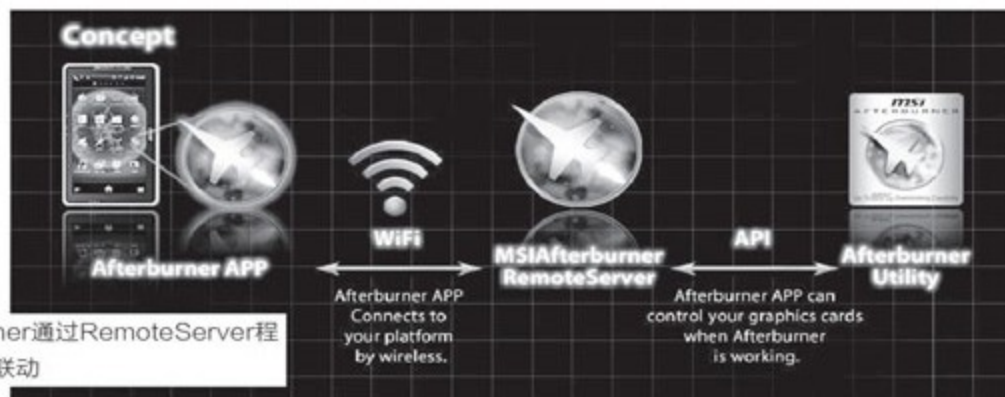 Concept
msi
AFTERBURNER
WiFi
API
Afterburner APP
MSIAfterburner
RemoteServer
Afterburner
Utility
Afterburner APP
Connects to
your platform
by wireless.
Afterburner APP can
control your graphics cards
when Afterburner
is working.
ner通过RemoteServer程
联动